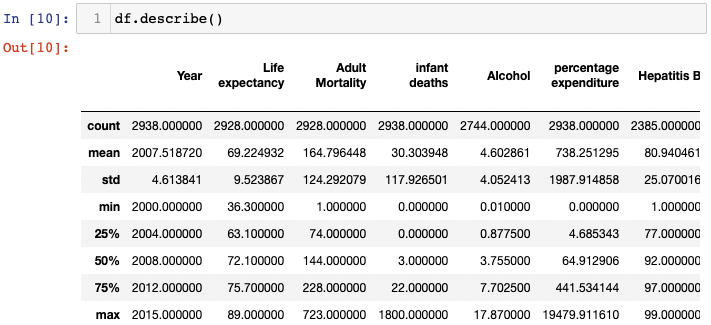 In [10]: 1 df.describe()
Out[10]:
Year Life expectancy Adult Mortality infant deaths Alcohol percentage expenditure Hepatitis B
count 2938.000000 2928.000000 2928.000000 2938.000000 2744.000000 2938.000000 2385.000000
mean 2007.518720 69.224932 164.796448 30.303948 4.602861 738.251295 80.940461
std 4.613841 9.523867 124.292079 117.926501 4.052413 1987.914858 25.070016
min 2000.000000 36.300000 1.000000 0.000000 0.010000 0.000000 1.000000
25% 2004.000000 63.100000 74.000000 0.000000 0.877500 4.685343 77.000000
50% 2008.000000 72.100000 144.000000 3.000000 3.755000 64.912906 92.000000
75% 2012.000000 75.700000 228.000000 22.000000 7.702500 441.534144 97.000000
max 2015.000000 89.000000 723.000000 1800.000000 17.870000 19479.911610 99.000000